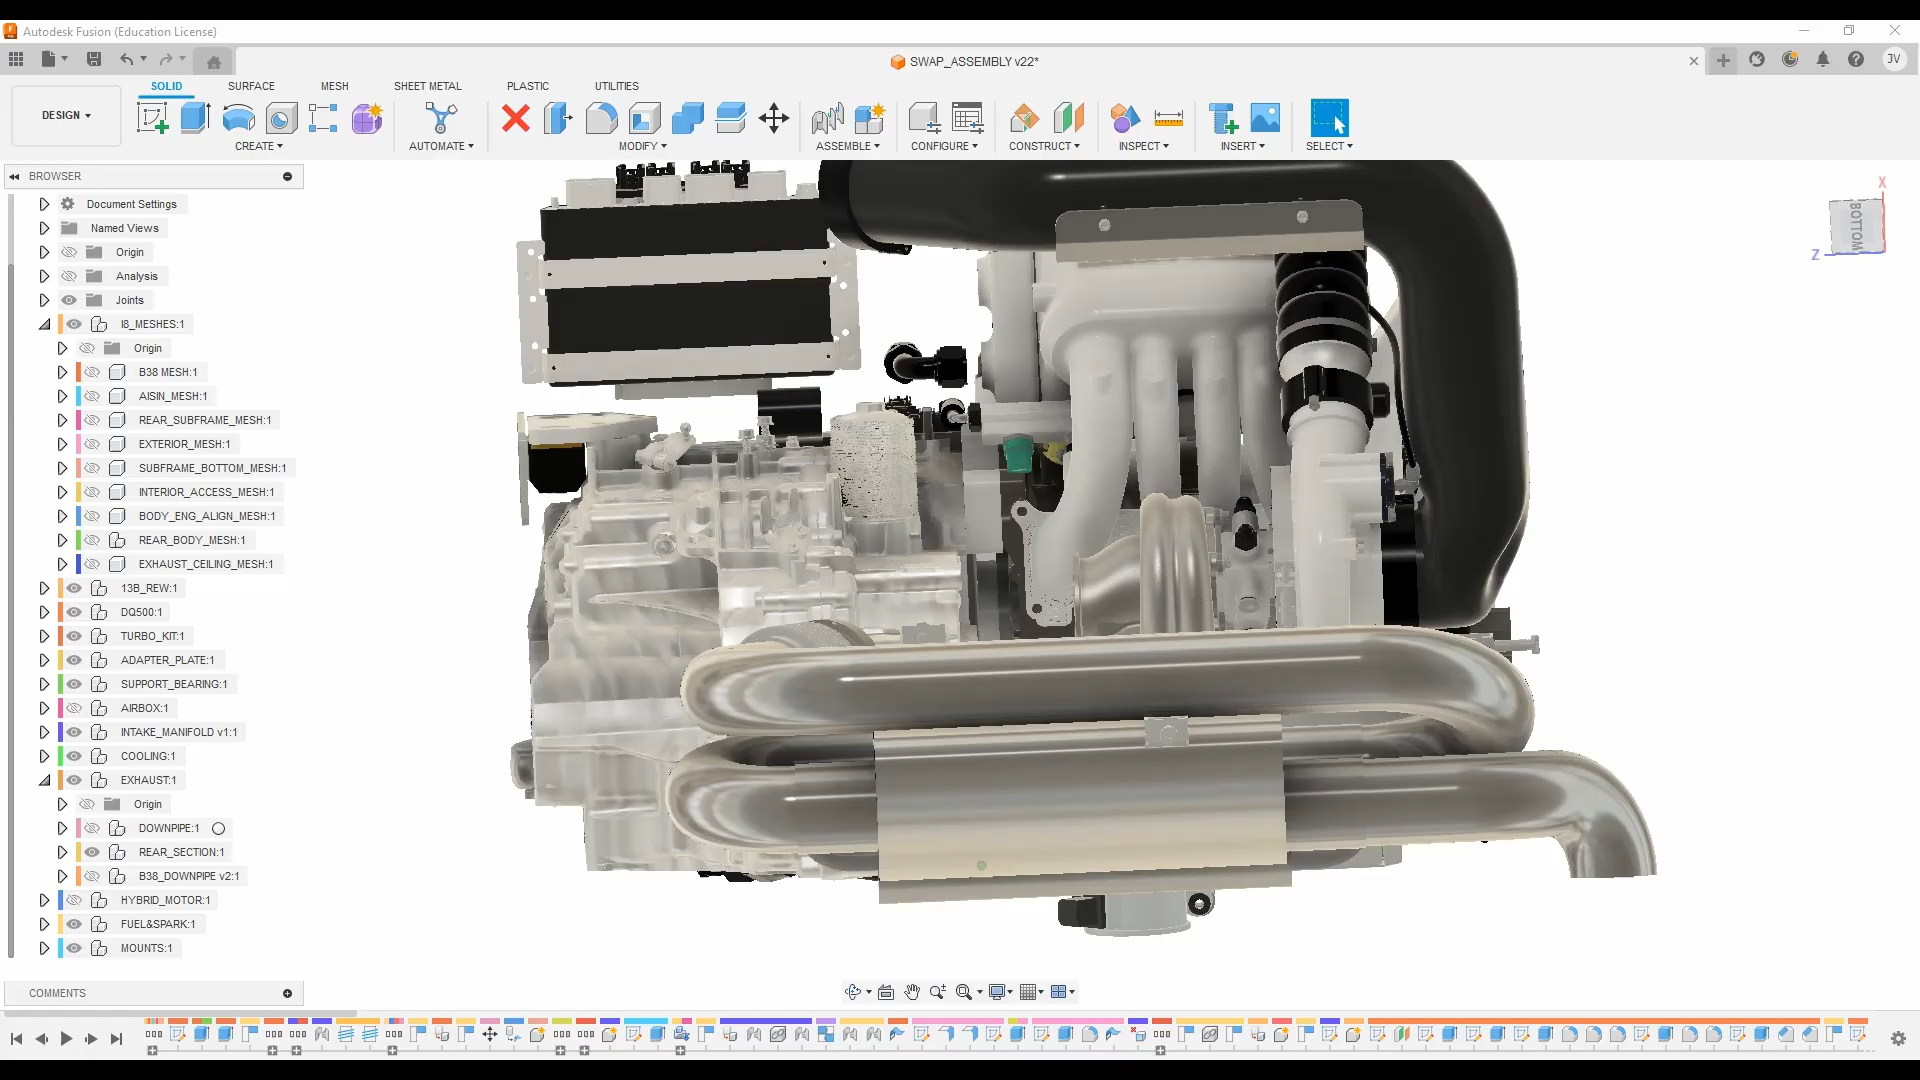 Autodesk Fusion (Education License)
SWAP_ASSEMBLY v22*
JV
DESIGN
SOLID
SURFACE
MESH
SHEET METAL
PLASTIC
UTILITIES
CREATE
AUTOMATE
MODIFY
ASSEMBLE
CONFIGURE
CONSTRUCT
INSPECT
INSERT
SELECT
BROWSER
Document Settings
Named Views
Origin
Analysis
Joints
I8_MESHES:1
Origin
B38 MESH:1
AISIN_MESH:1
REAR_SUBFRAME_MESH:1
EXTERIOR_MESH:1
SUBFRAME_BOTTOM_MESH:1
INTERIOR_ACCESS_MESH:1
BODY_ENG_ALIGN_MESH:1
REAR_BODY_MESH:1
EXHAUST_CEILING_MESH:1
13B_REW:1
DQ500:1
TURBO_KIT:1
ADAPTER_PLATE:1
SUPPORT_BEARING:1
AIRBOX:1
INTAKE_MANIFOLD v1:1
COOLING:1
EXHAUST:1
Origin
DOWNPIPE:1
REAR_SECTION:1
B38_DOWNPIPE v2:1
HYBRID_MOTOR:1
FUEL&SPARK:1
MOUNTS:1
COMMENTS
X
BOTTOM
Z